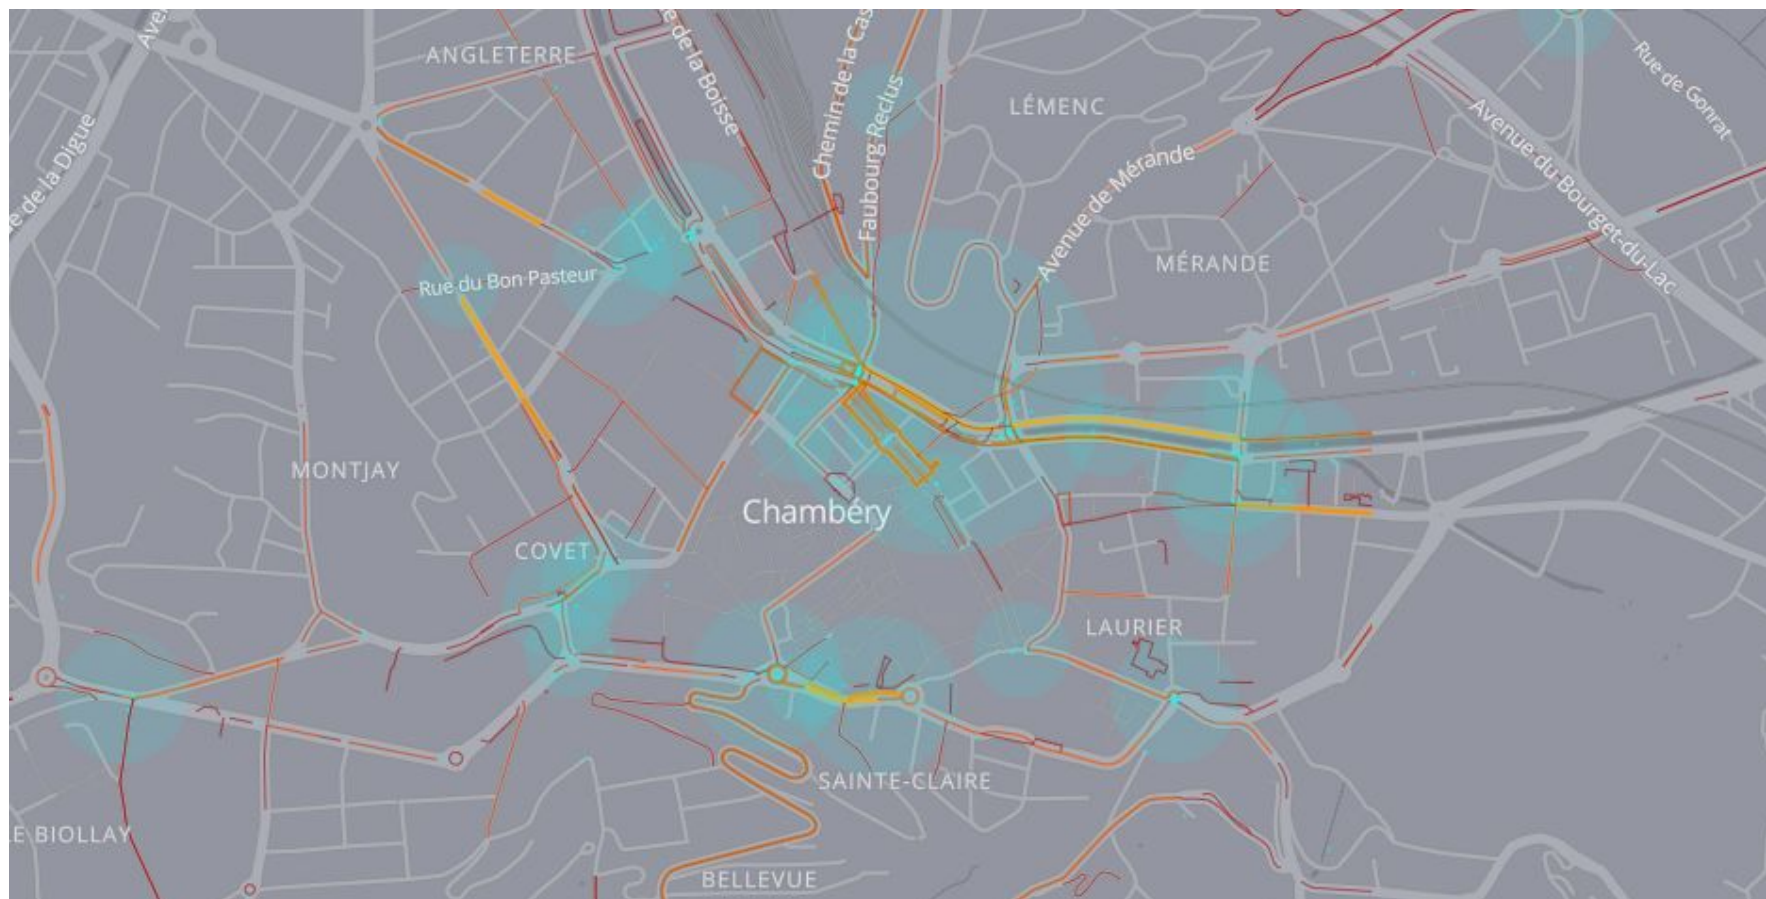 Ave
ANGLETERRE
e de la Boisse
Chemin de la Cas
Faubourg Reclus
LÉMENC
Rue de Gonrat
Avenue du Bourget-du-Lac
e de la Digue
Avenue de Mérande
MÉRANDE
Rue du Bon Pasteur
MONTJAY
Chambéry
COVET
LAURIER
SAINTE-CLAIRE
LE BIOLLAY
BELLEVUE